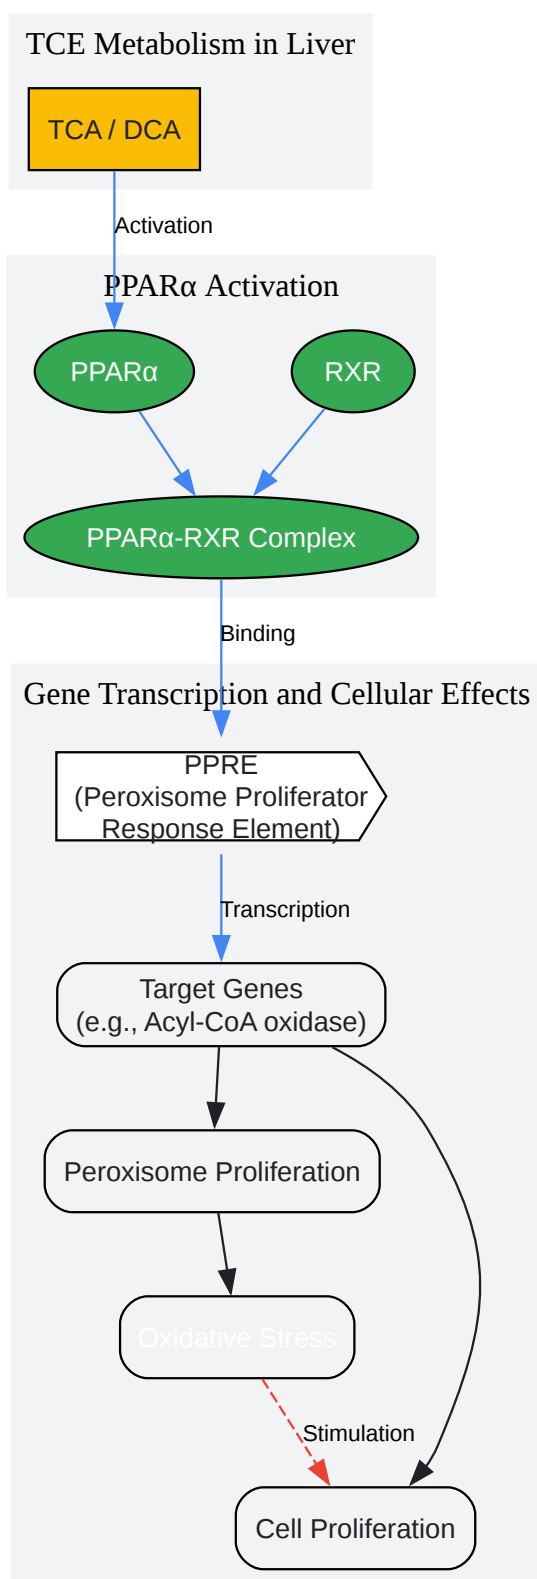 TCE Metabolism in Liver
TCA / DCA
Activation
PPARα Activation
PPARα
RXR
PPARα-RXR Complex
Binding
Gene Transcription and Cellular Effects
PPRE
(Peroxisome Proliferator
Response Element)
Transcription
Target Genes
(e.g., Acyl-CoA oxidase)
Peroxisome Proliferation
Oxidative Stress
Stimulation
Cell Proliferation